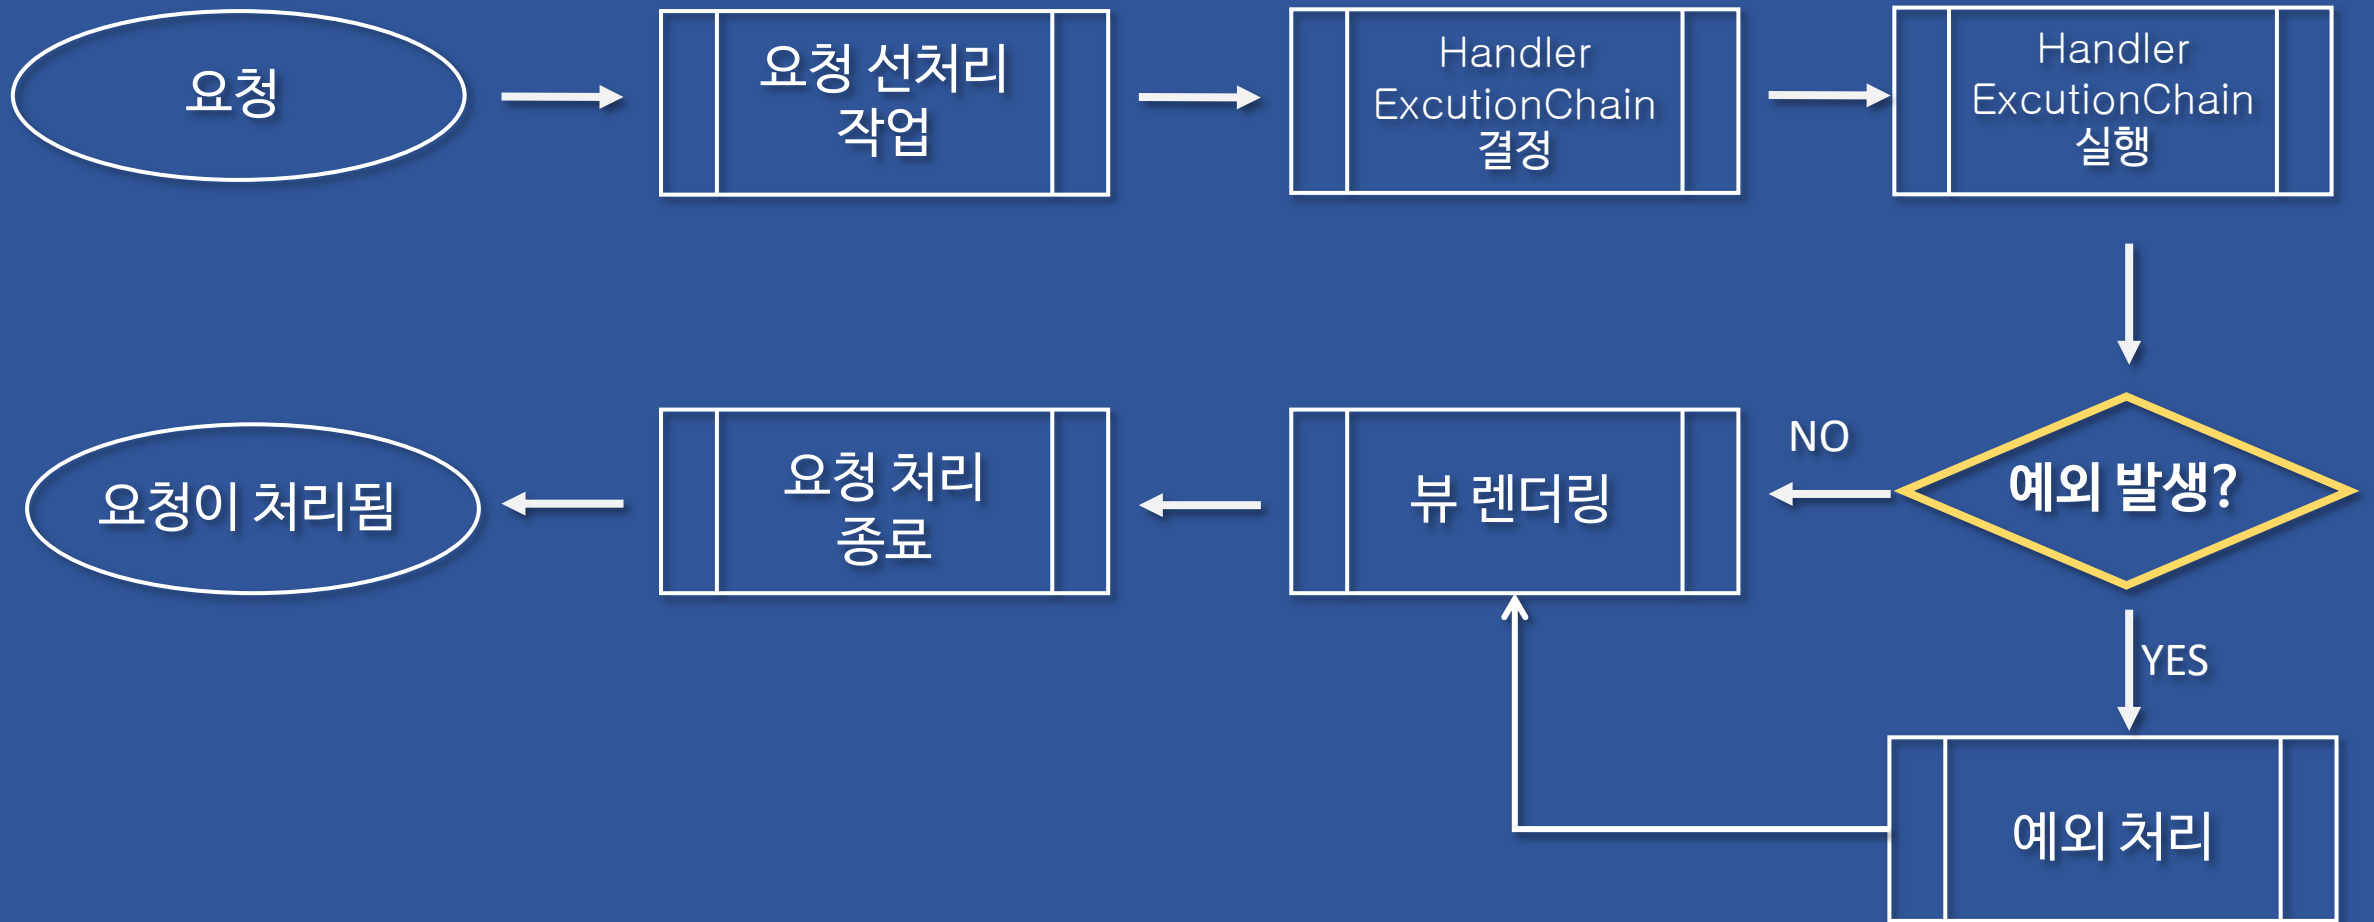 요청
요청 선처리
작업
Handler
ExcutionChain
결정
Handler
ExcutionChain
실행
요청이 처리됨
요청 처리
종료
뷰 렌더링
NO
예외 발생?
YES
예외 처리